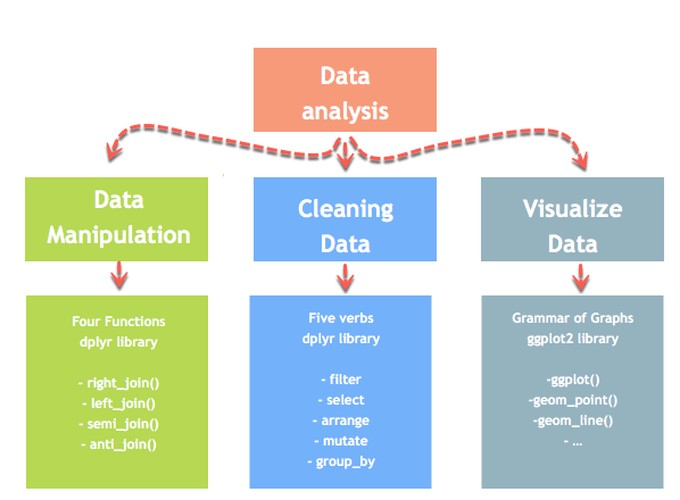 Data
analysis
Data
Manipulation
Cleaning
Data
Visualize
Data
Four Functions
dplyr library
- right_join()
- left_join()
- semi_join()
- anti_join()
Five verbs
dplyr library
- filter
- select
- arrange
- mutate
- group_by
Grammar of Graphs
ggplot2 library
-ggplot()
-geom_point()
-geom_line()
- ...